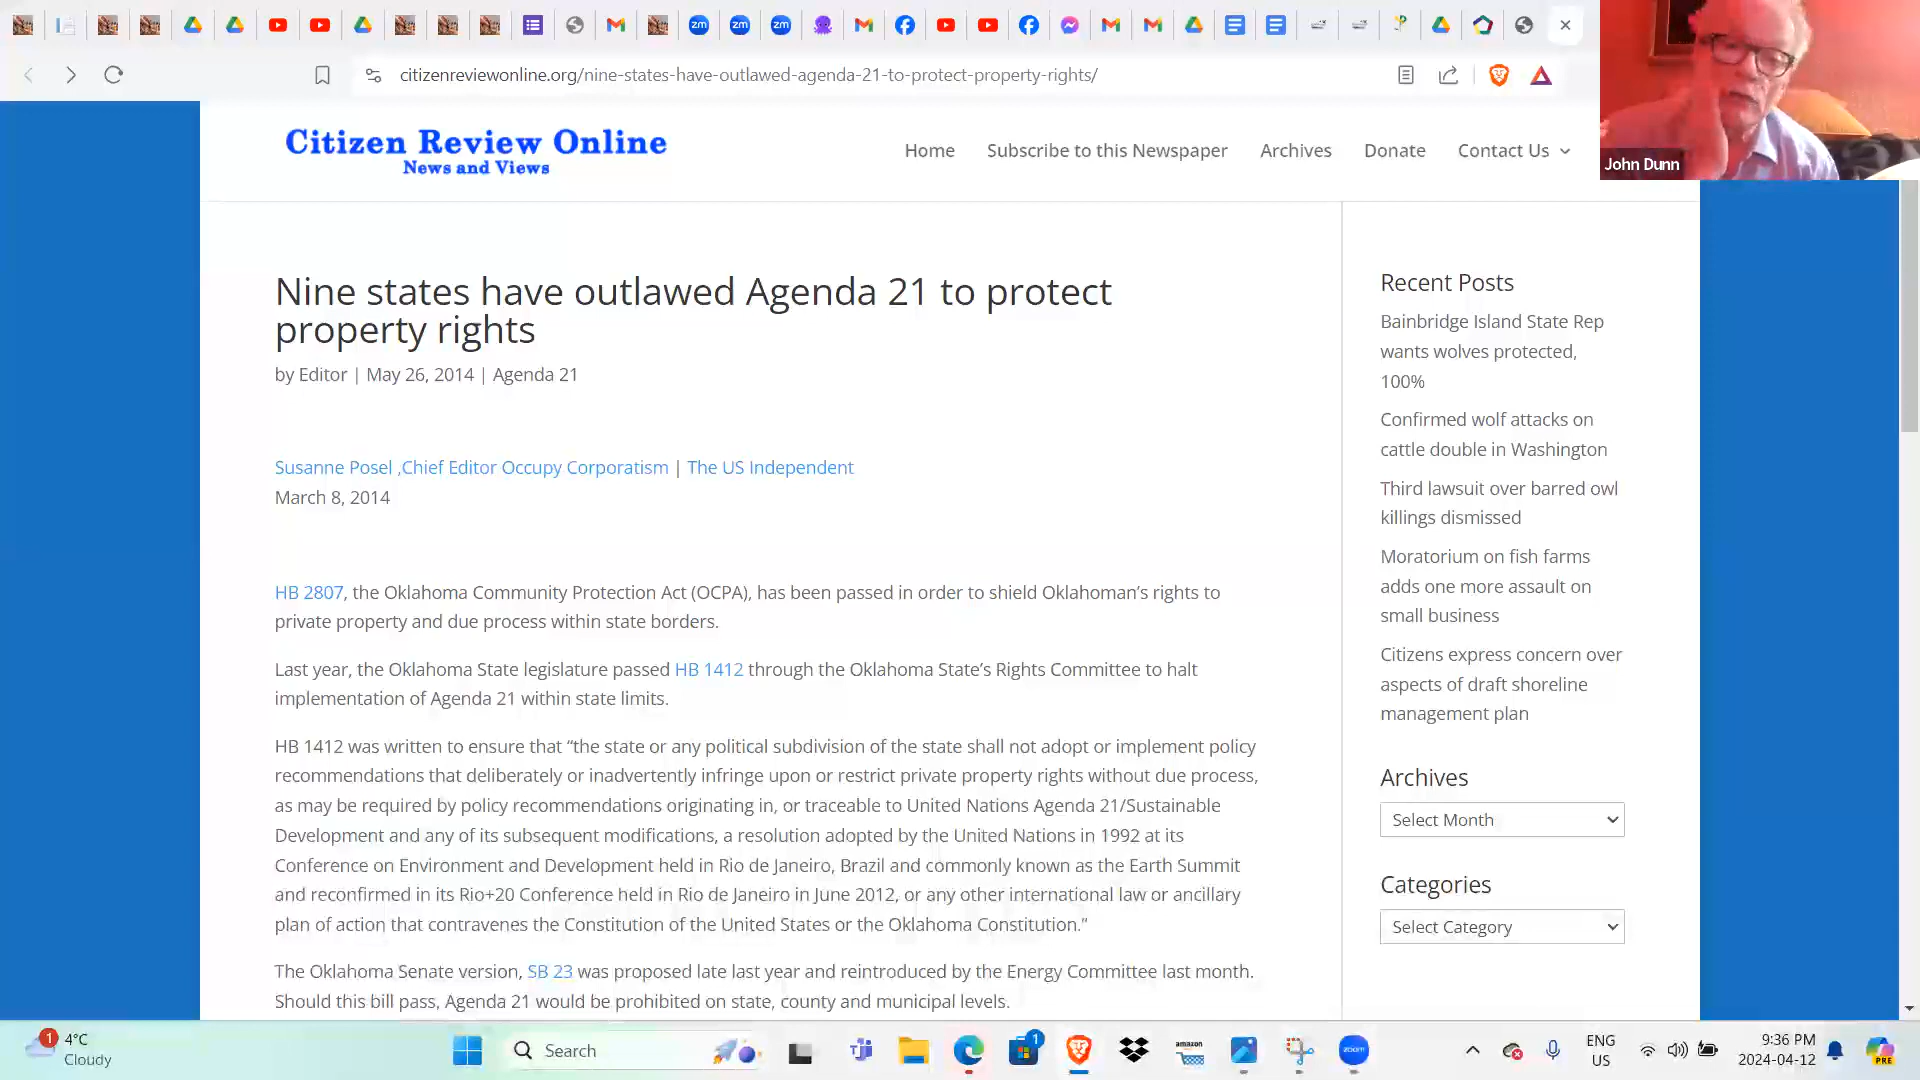 citizenreviewonline.org/nine-states-have-outlawed-agenda-21-to-protect-property-rights/
John Dunn
Citizen Review Online
News and Views
Home
Subscribe to this Newspaper
Archives
Donate
Contact Us
Nine states have outlawed Agenda 21 to protect
property rights
by Editor | May 26, 2014 | Agenda 21
Susanne Posel ,Chief Editor Occupy Corporatism | The US Independent
March 8, 2014
HB 2807, the Oklahoma Community Protection Act (OCPA), has been passed in order to shield Oklahoman’s rights to
private property and due process within state borders.
Last year, the Oklahoma State legislature passed HB 1412 through the Oklahoma State’s Rights Committee to halt
implementation of Agenda 21 within state limits.
HB 1412 was written to ensure that “the state or any political subdivision of the state shall not adopt or implement policy
recommendations that deliberately or inadvertently infringe upon or restrict private property rights without due process,
as may be required by policy recommendations originating in, or traceable to United Nations Agenda 21/Sustainable
Development and any of its subsequent modifications, a resolution adopted by the United Nations in 1992 at its
Conference on Environment and Development held in Rio de Janeiro, Brazil and commonly known as the Earth Summit
and reconfirmed in its Rio+20 Conference held in Rio de Janeiro in June 2012, or any other international law or ancillary
plan of action that contravenes the Constitution of the United States or the Oklahoma Constitution.”
The Oklahoma Senate version, SB 23 was proposed late last year and reintroduced by the Energy Committee last month.
Should this bill pass, Agenda 21 would be prohibited on state, county and municipal levels.
Recent Posts
Bainbridge Island State Rep
wants wolves protected,
100%
Confirmed wolf attacks on
cattle double in Washington
Third lawsuit over barred owl
killings dismissed
Moratorium on fish farms
adds one more assault on
small business
Citizens express concern over
aspects of draft shoreline
management plan
Archives
Select Month
Categories
Select Category
1
4°C
Cloudy
Search
1
amazon
zoom
ENG
US
9:36 PM
2024-04-12
PRE
zm
zm
zm